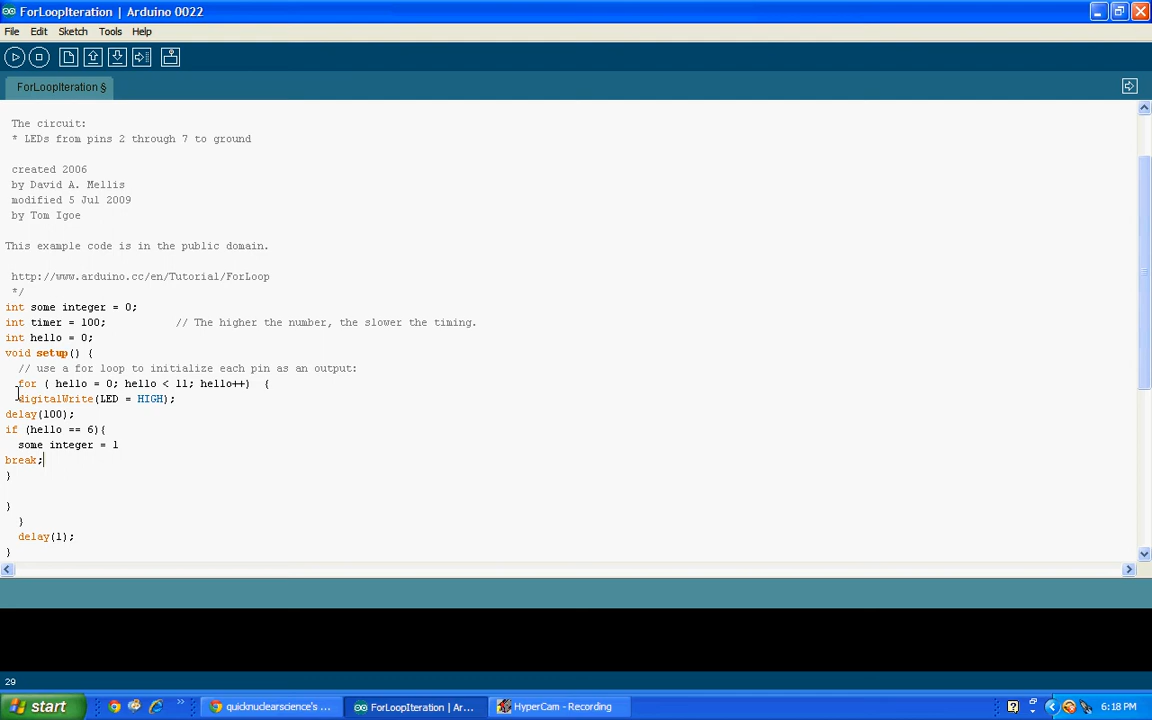 ForLoopIteration | Arduino 0022
File Edit Sketch Tools Help
ForLoopIteration §
The circuit:
* LEDs from pins 2 through 7 to ground
created 2006
by David A. Mellis
modified 5 Jul 2009
by Tom Igoe
This example code is in the public domain.
http://www.arduino.cc/en/Tutorial/ForLoop
*/
int some integer = 0;
int timer = 100;           // The higher the number, the slower the timing.
int hello = 0;
void setup() {
// use a for loop to initialize each pin as an output:
for ( hello = 0; hello < 11; hello++)  {
digitalWrite(LED = HIGH);
delay(100);
if (hello == 6){
some integer = 1
break;
}
}
}
delay(1);
}
29
start quicknudearscience's ... ForLoopIteration | Ar... HyperCam - Recording 6:18 PM